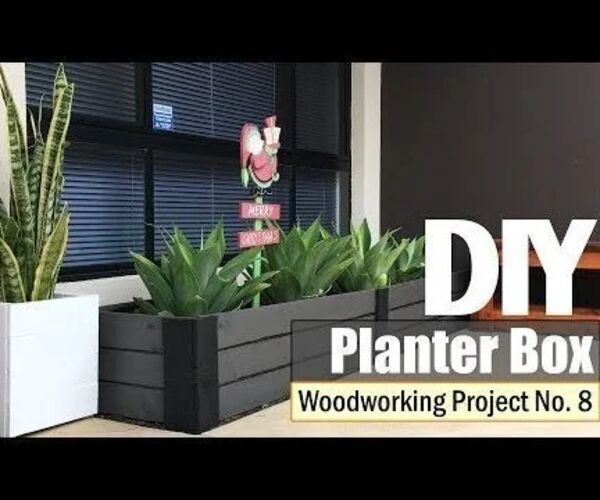 MERRY
CHRISTMAS
DIY
Planter Box
Woodworking Project No. 8